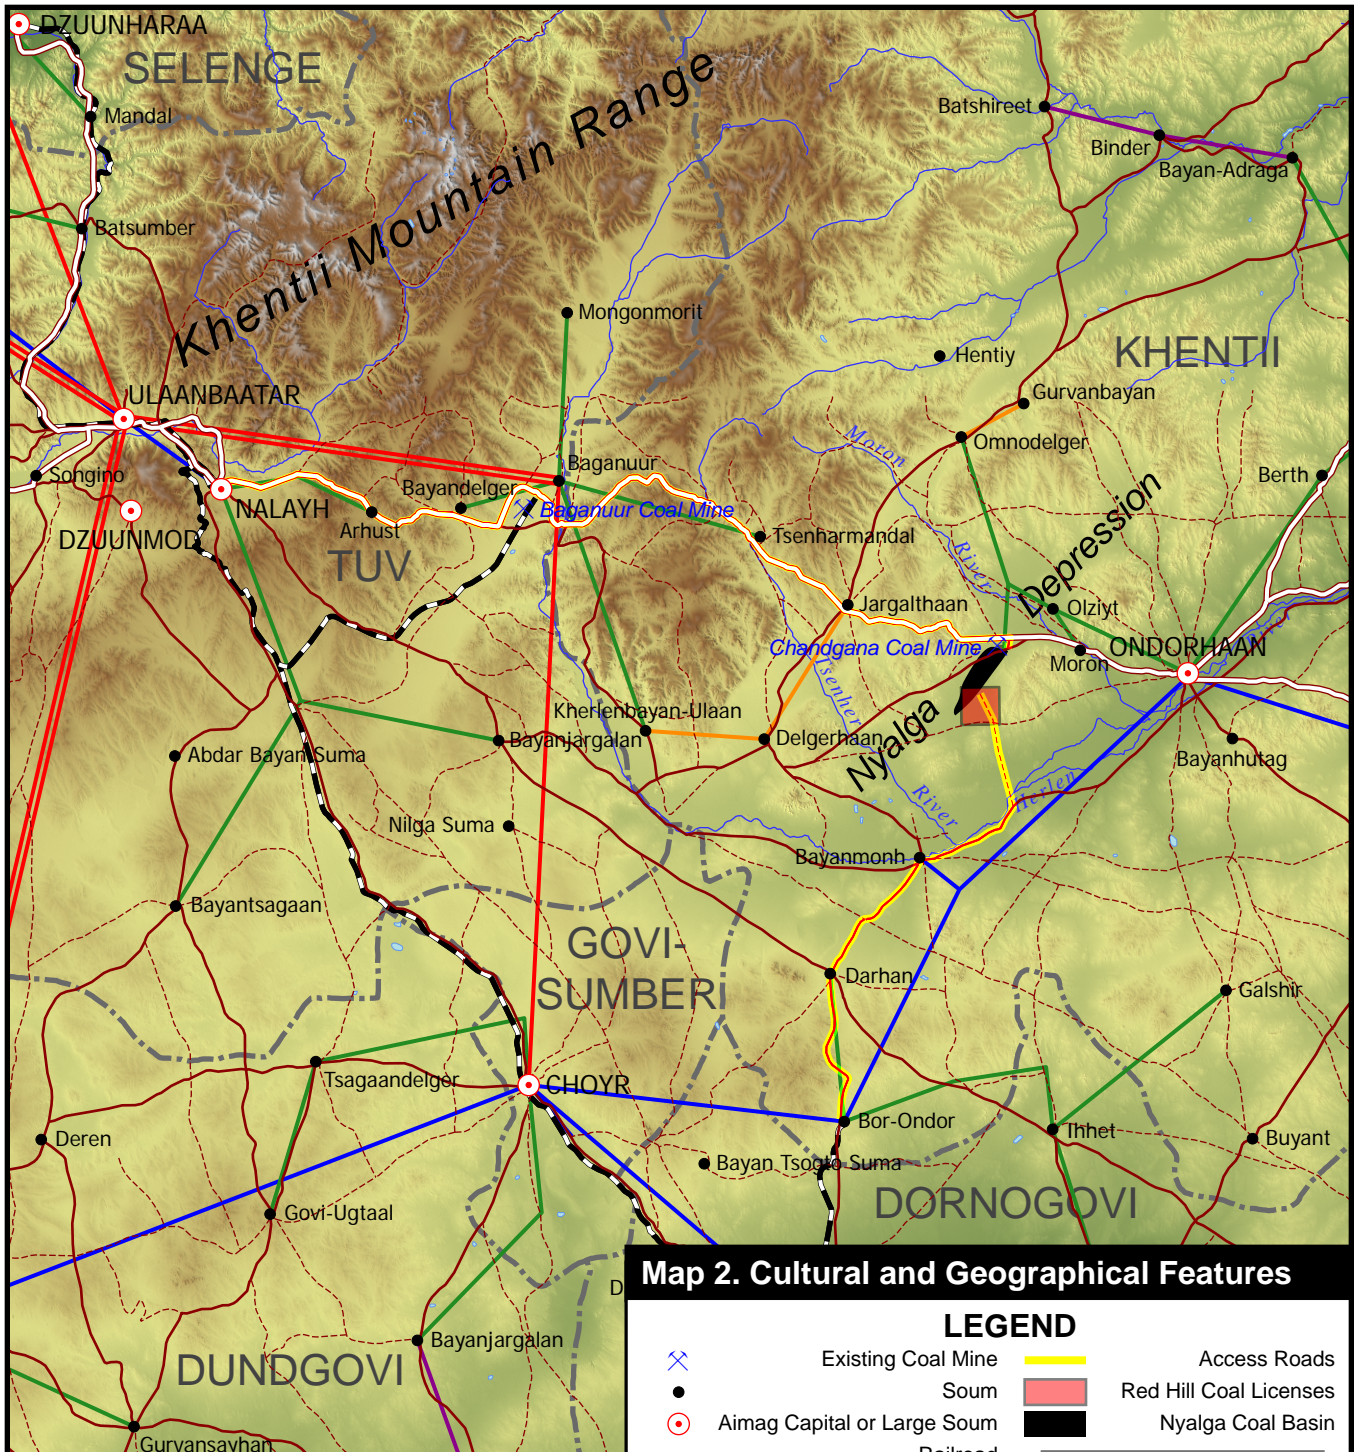 DZUUNHARAA
SELENGE
Mandal
Khentii Mountain Range
Batshireet
Binder
Bayan-Adraga
Batsumber
Mongonmorit
Hentiy
KHENTII
ULAANBAATAR
Gurvanbayan
Omnodelger
Moron
River
Songino
Baganuur
Berth
Bayandelger
NALAYH
Baganuur Coal Mine
Arhust
DZUUNMOD
TUV
Tsenharmandal
Nyalga Depression
Jargalthaan
Olziyt
Chandgana Coal Mine
Moron
ONDORHAAN
River
Tsenher
River
Kherlenbayan-Ulaan
Abdar Bayan Suma
Bayanjargalan
Delgerhaan
Bayanhutag
Herlen
Nilga Suma
Bayanmonh
Bayantsagaan
GOVI-
SUMBER
Darhan
Galshir
Tsagaandelger
CHOYR
Bor-Ondor
Deren
Ihhet
Buyant
Bayan Tsogto Suma
Govi-Ugtaal
DORNOGOVI
D
Map 2. Cultural and Geographical Features
LEGEND
Existing Coal Mine
Access Roads
Soum
Red Hill Coal Licenses
Aimag Capital or Large Soum
Nyalga Coal Basin
Railroad
Bayanjargalan
DUNDGOVI
Gurvansayhan